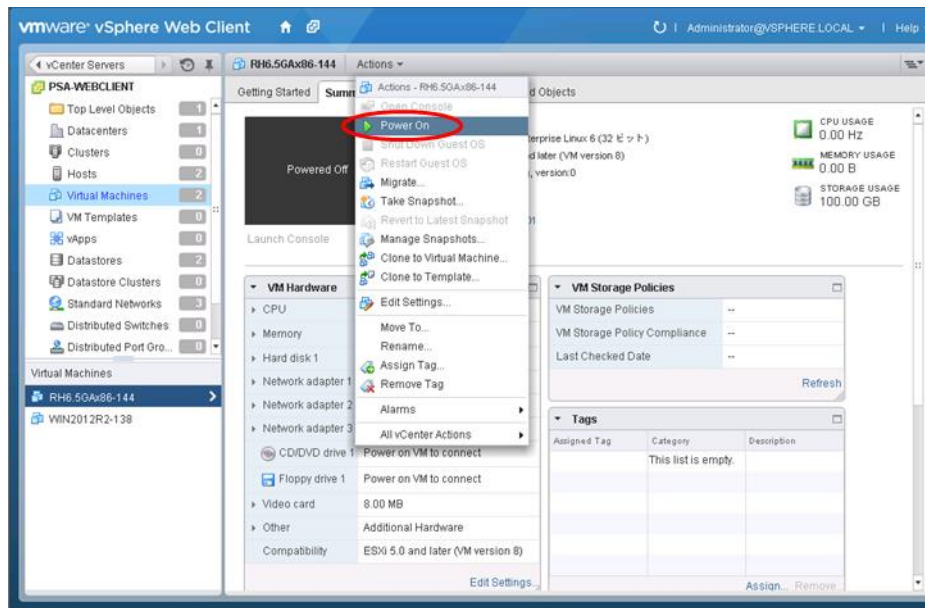 vmware® vSphere Web Client
Administrator@VSPHERE.LOCAL
Help
vCenter Servers
PSA-WEBCLIENT
Top Level Objects 1
Datacenters 1
Clusters 0
Hosts 2
Virtual Machines 2
VM Templates 0
vApps 0
Datastores 2
Datastore Clusters 0
Standard Networks 3
Distributed Switches 0
Distributed Port Gro... 0
Virtual Machines
RH6.5GAx86-144
WIN2012R2-138
RH6.5GAx86-144 Actions
Getting Started Summ d Objects
Powered Off
Launch Console
Actions - RH6.5GAx86-144
Open Console
Power On
Shut Down Guest OS
Restart Guest OS
Migrate...
Take Snapshot...
Revert to Latest Snapshot
Manage Snapshots...
Clone to Virtual Machine...
Clone to Template...
Edit Settings...
Move To...
Rename...
Assign Tag...
Remove Tag
Alarms
All vCenter Actions
erprise Linux 6 (32 ビット)
d later (VM version 8)
, version:0
01
CPU USAGE
0.00 HZ
MEMORY USAGE
0.00 B
STORAGE USAGE
100.00 GB
VM Hardware
CPU
Memory
Hard disk 1
Network adapter 1
Network adapter 2
Network adapter 3
CD/DVD drive 1 Power on VM to connect
Floppy drive 1 Power on VM to connect
Video card 8.00 MB
Other Additional Hardware
Compatibility ESXi 5.0 and later (VM version 8)
Edit Settings...
VM Storage Policies
VM Storage Policies --
VM Storage Policy Compliance --
Last Checked Date --
Refresh
Tags
Assigned Tag Category Description
This list is empty.
Assign... Remove